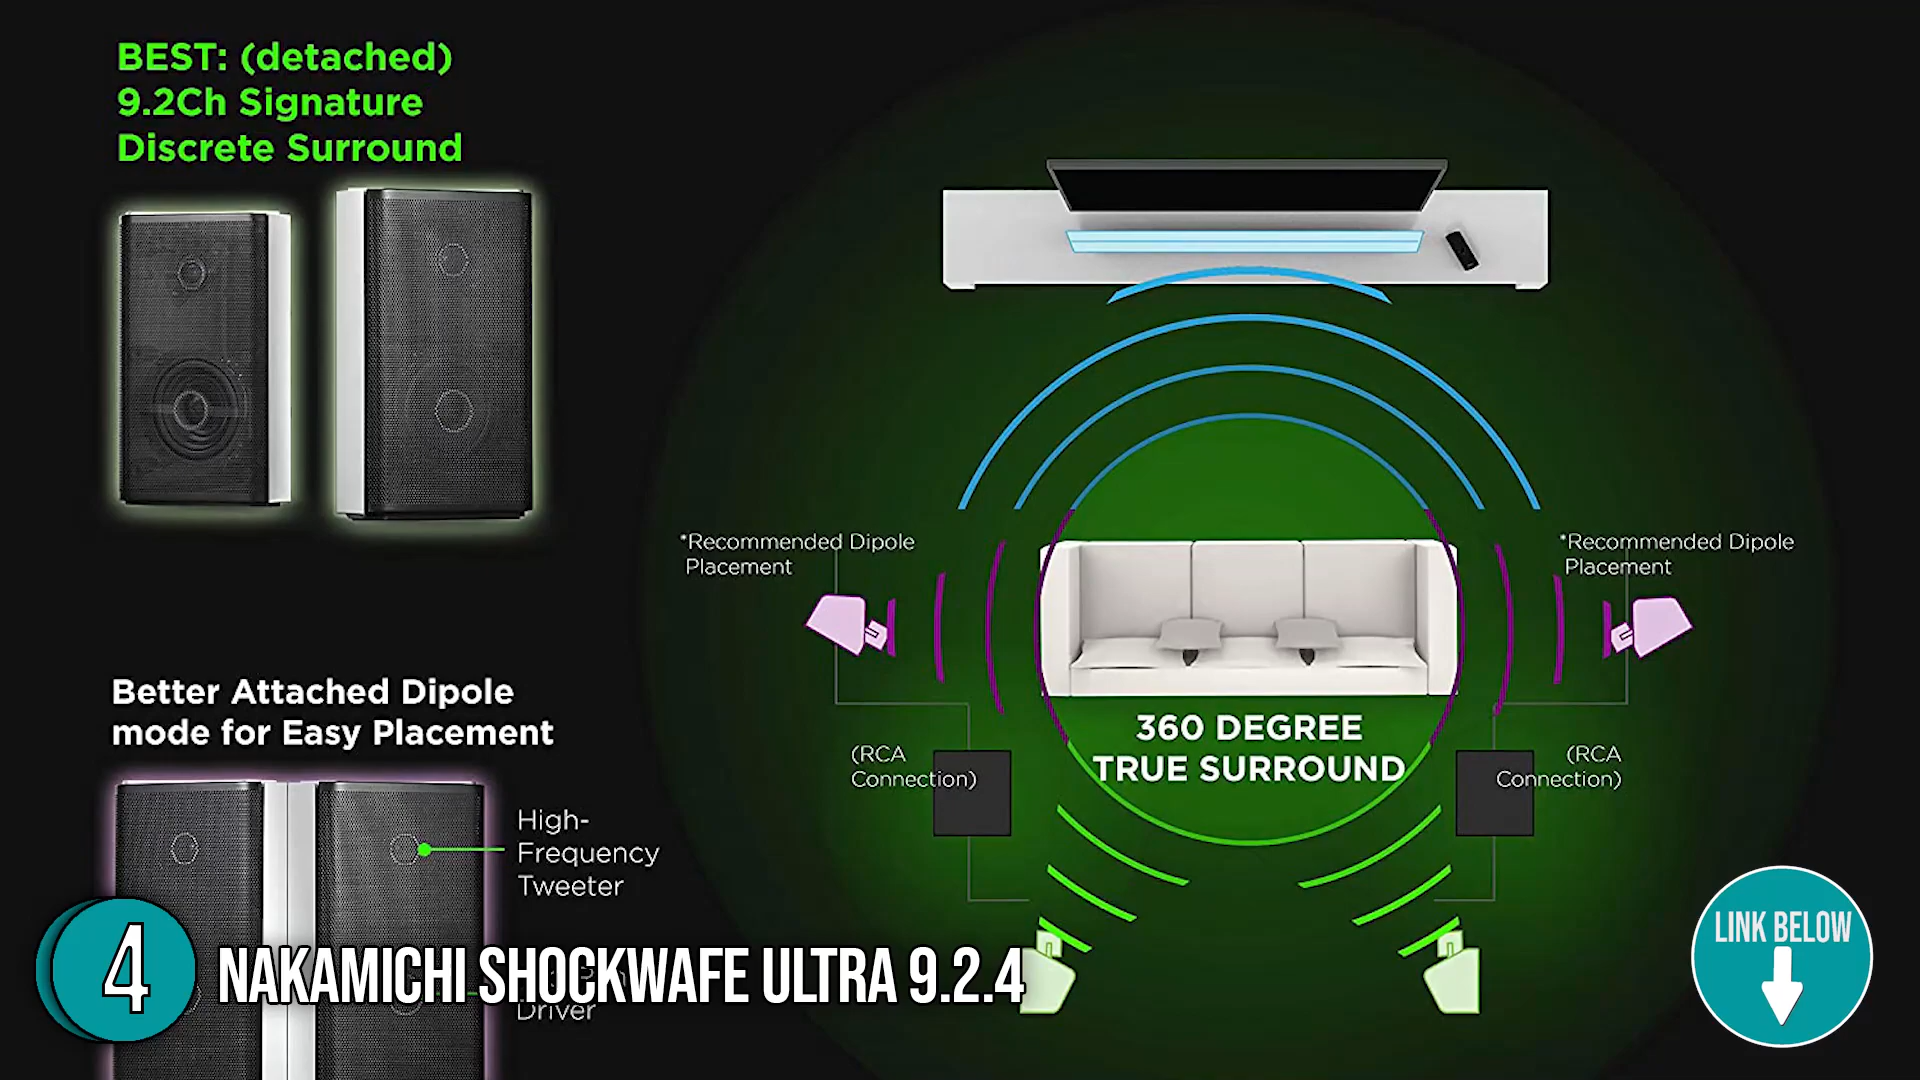 BEST: (detached)
9.2Ch Signature
Discrete Surround
*Recommended Dipole
Placement
*Recommended Dipole
Placement
Better Attached Dipole
mode for Easy Placement
360 DEGREE
TRUE SURROUND
(RCA
Connection)
(RCA
Connection)
High-
Frequency
Tweeter
Driver
4
NAKAMICHI SHOCKWAFE ULTRA 9.2.4
LINK BELOW